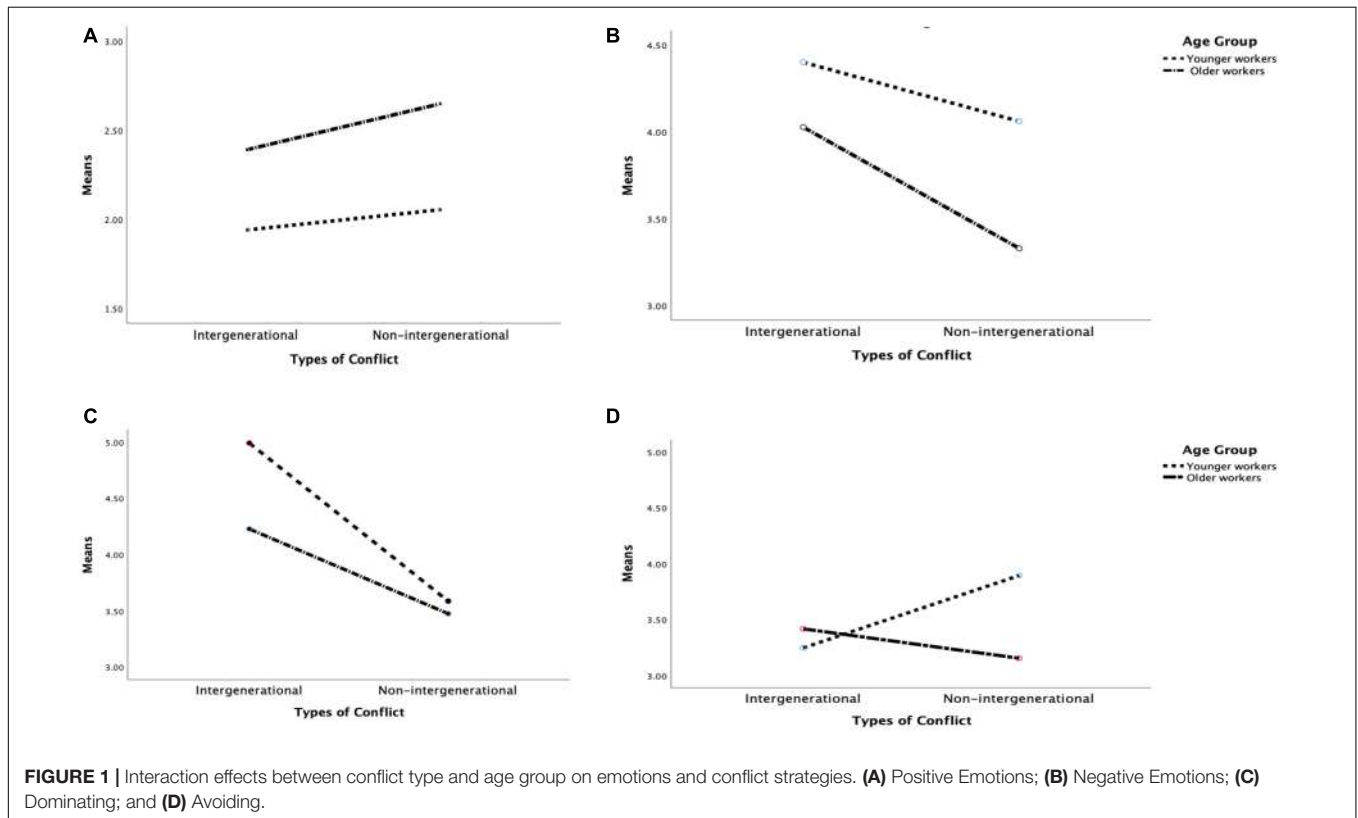 A
3.00
2.50
2.00
1.50
Means
Intergenerational
Non-intergenerational
Types of Conflict
B
4.50
4.00
3.50
3.00
Means
Intergenerational
Non-intergenerational
Types of Conflict
Age Group
Younger workers
Older workers
C
5.00
4.50
4.00
3.50
3.00
Means
Intergenerational
Non-intergenerational
Types of Conflict
D
5.00
4.50
4.00
3.50
3.00
Means
Intergenerational
Non-intergenerational
Types of Conflict
Age Group
Younger workers
Older workers
FIGURE 1 | Interaction effects between conflict type and age group on emotions and conflict strategies. (A) Positive Emotions; (B) Negative Emotions; (C)
Dominating; and (D) Avoiding.